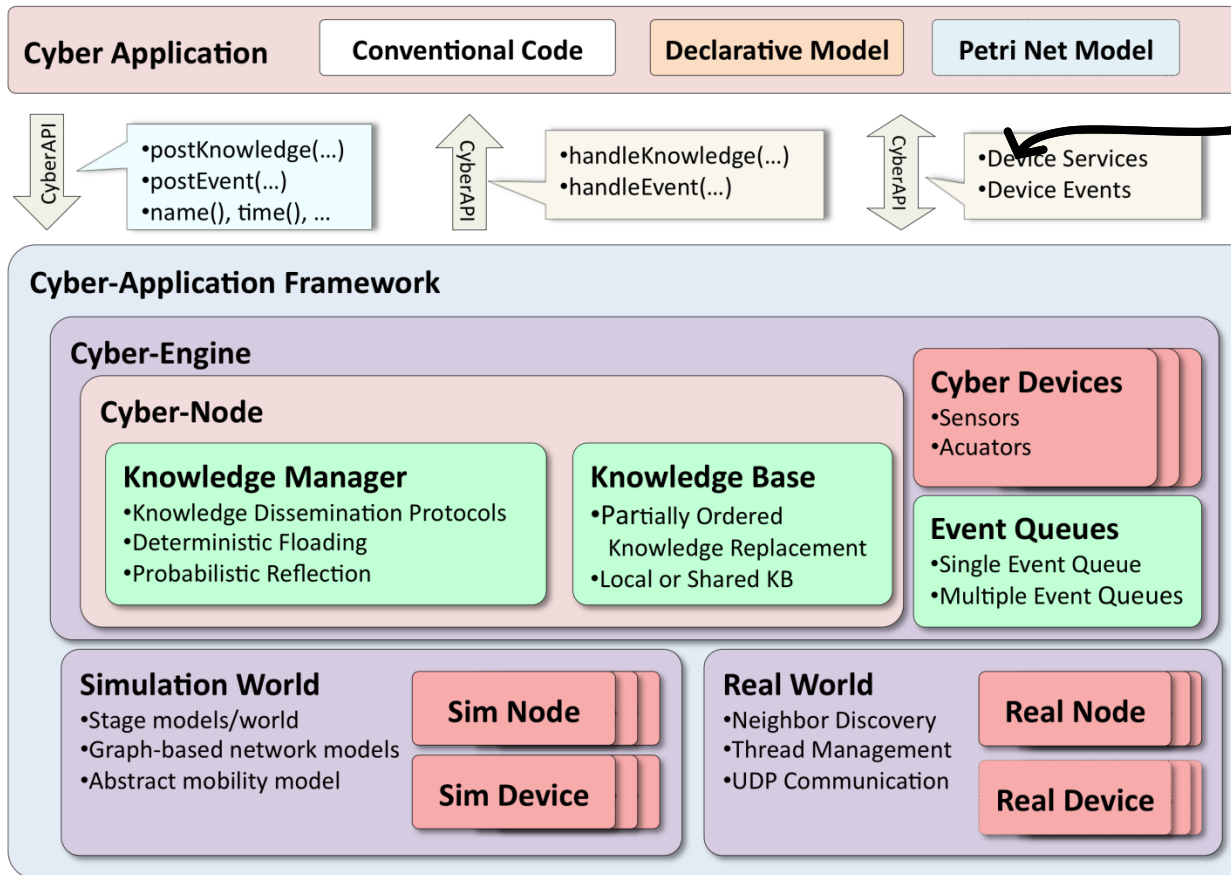 Cyber Application
Conventional Code
Declarative Model
Petri Net Model
CyberAPI
•postKnowledge(…)
•postEvent(…)
•name(), time(), …
CyberAPI
•handleKnowledge(…)
•handleEvent(…)
CyberAPI
•Device Services
•Device Events
Cyber-Application Framework
Cyber-Engine
Cyber-Node
Knowledge Manager
•Knowledge Dissemination Protocols
•Deterministic Floading
•Probabilistic Reflection
Knowledge Base
•Partially Ordered
Knowledge Replacement
•Local or Shared KB
Cyber Devices
•Sensors
•Acuators
Event Queues
•Single Event Queue
•Multiple Event Queues
Simulation World
•Stage models/world
•Graph-based network models
•Abstract mobility model
Sim Node
Sim Device
Real World
•Neighbor Discovery
•Thread Management
•UDP Communication
Real Node
Real Device